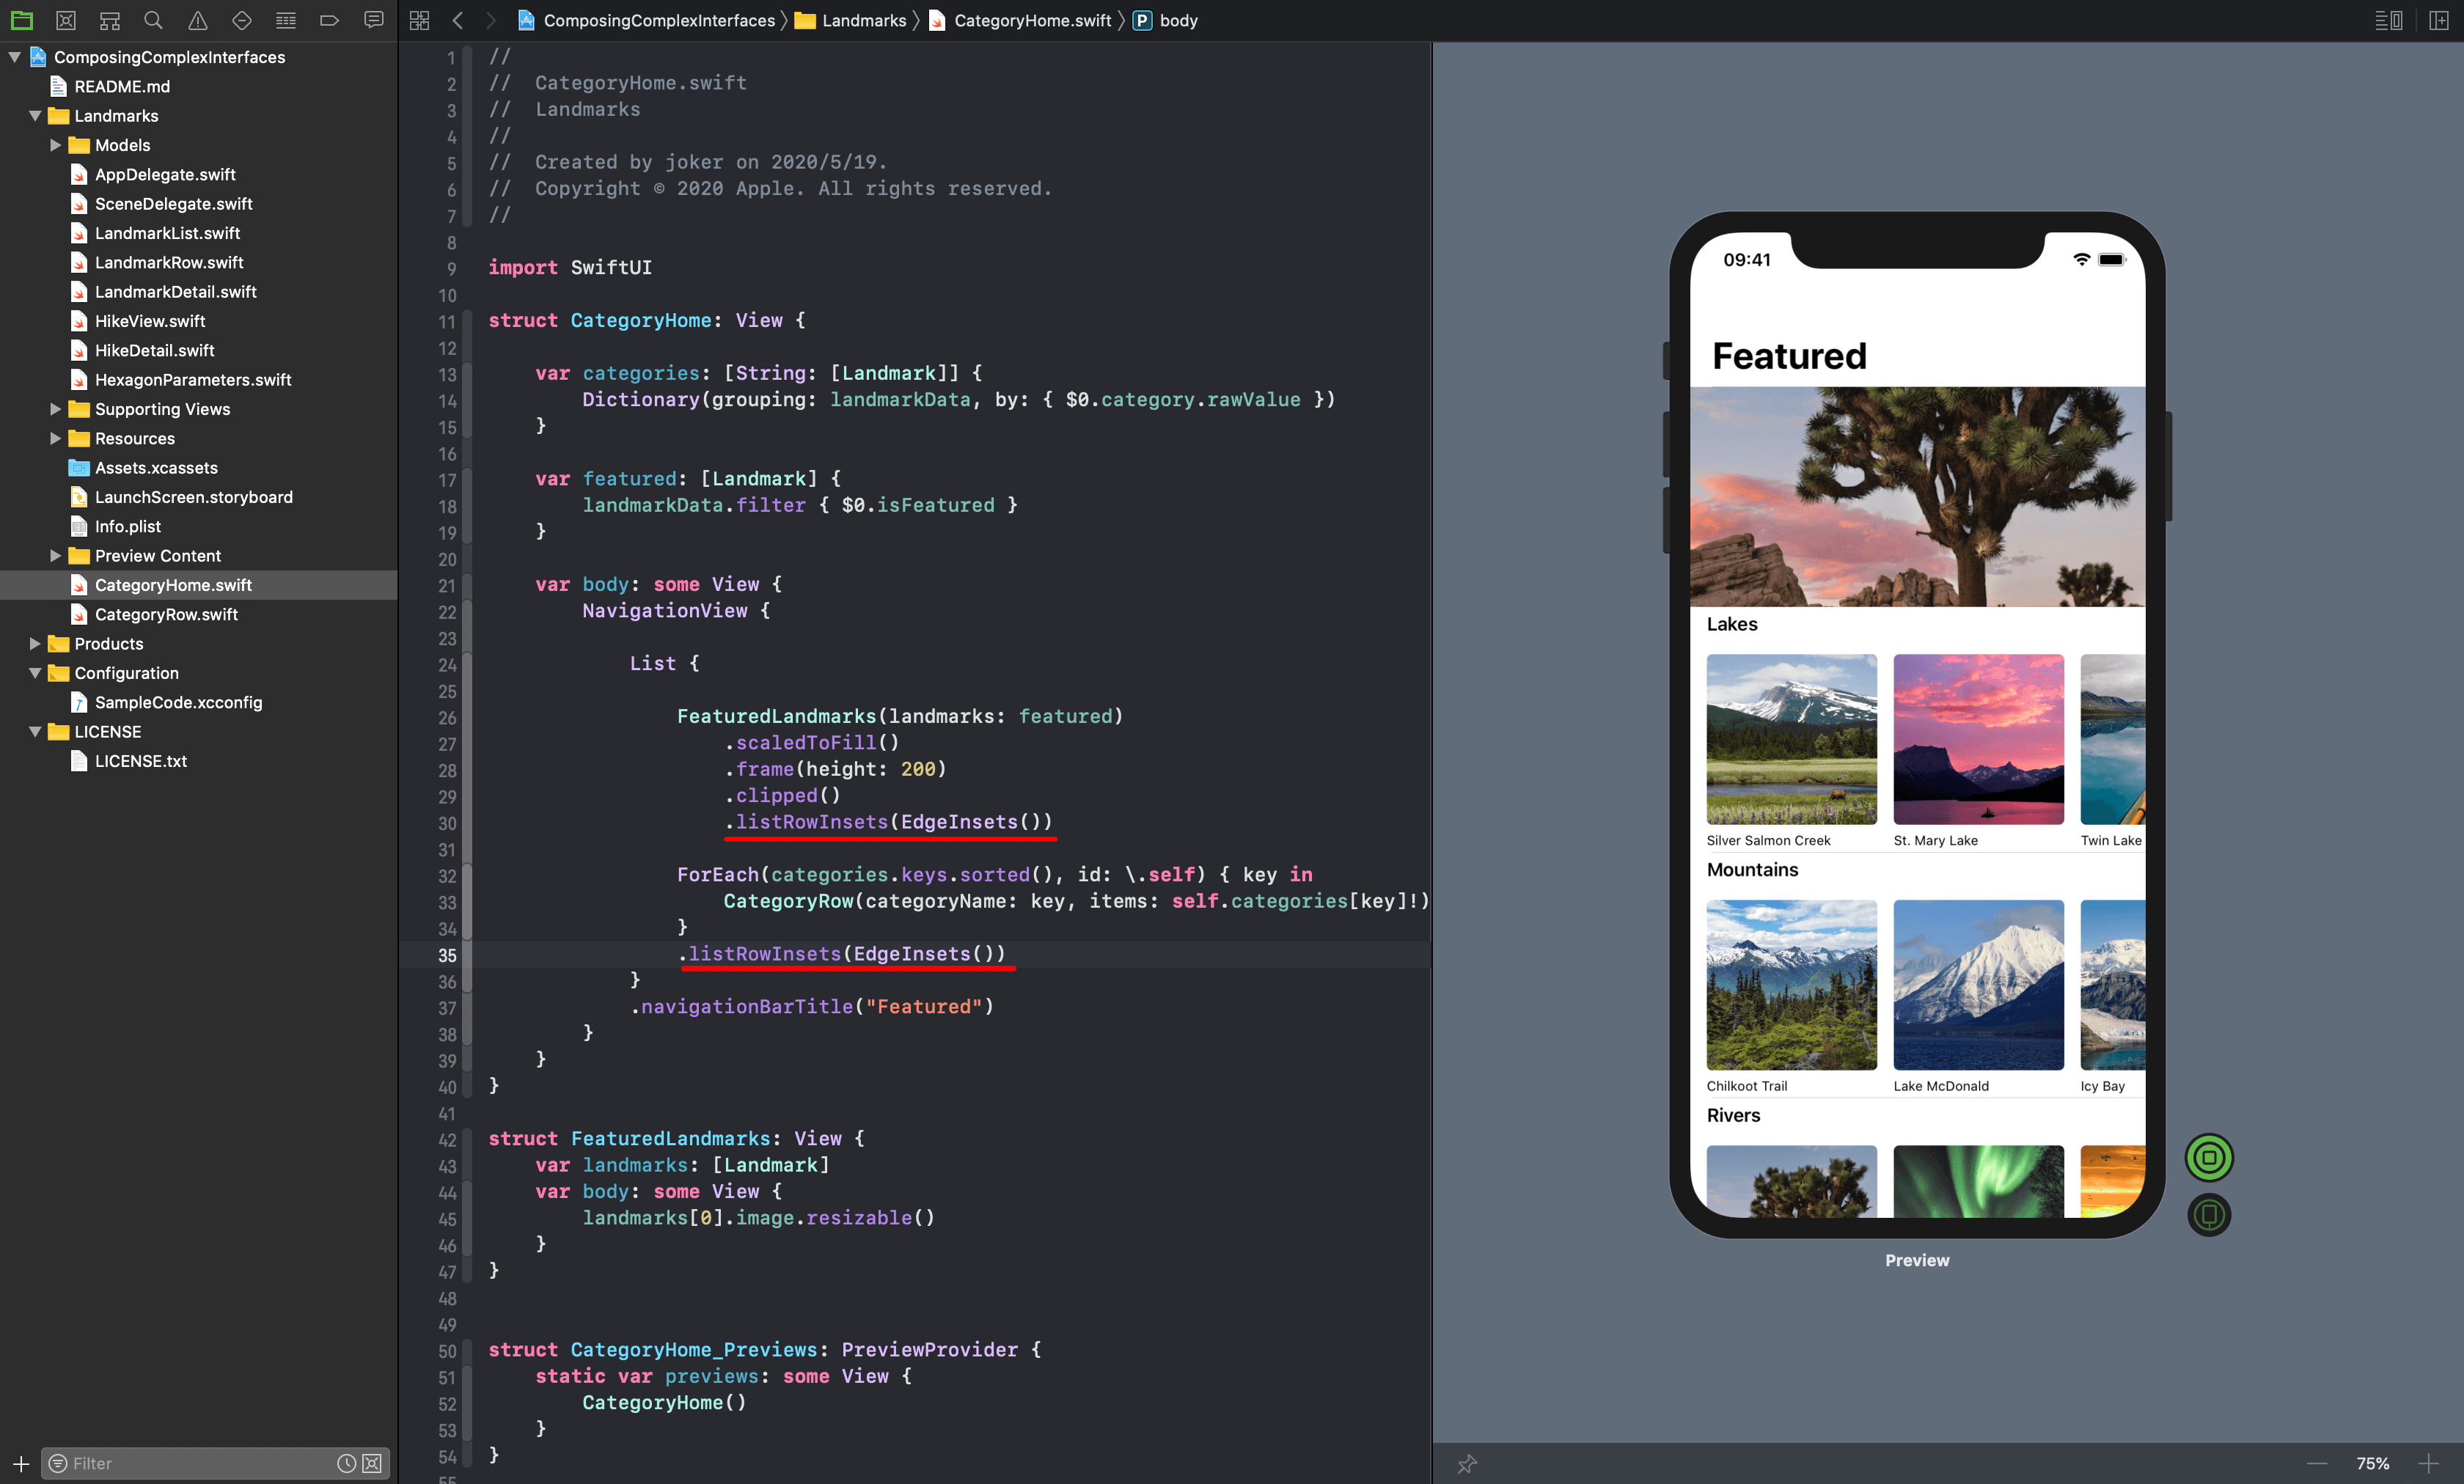 ComposingComplexInterfaces
Landmarks
CategoryHome.swift
P
body
ComposingComplexInterfaces
README.md
Landmarks
Models
AppDelegate.swift
SceneDelegate.swift
LandmarkList.swift
LandmarkRow.swift
LandmarkDetail.swift
HikeView.swift
HikeDetail.swift
HexagonParameters.swift
Supporting Views
Resources
Assets.xcassets
LaunchScreen.storyboard
Info.plist
Preview Content
CategoryHome.swift
CategoryRow.swift
Products
Configuration
SampleCode.xcconfig
LICENSE
LICENSE.txt
Filter
1 //
2 //  CategoryHome.swift
3 //  Landmarks
4 //
5 //  Created by joker on 2020/5/19.
6 //  Copyright © 2020 Apple. All rights reserved.
7 //
8
9 import SwiftUI
10
11 struct CategoryHome: View {
12
13     var categories: [String: [Landmark]] {
14         Dictionary(grouping: landmarkData, by: { $0.category.rawValue })
15     }
16
17     var featured: [Landmark] {
18         landmarkData.filter { $0.isFeatured }
19     }
20
21     var body: some View {
22         NavigationView {
23
24             List {
25
26                 FeaturedLandmarks(landmarks: featured)
27                     .scaledToFill()
28                     .frame(height: 200)
29                     .clipped()
30                     .listRowInsets(EdgeInsets())
31
32                 ForEach(categories.keys.sorted(), id: \.self) { key in
33                     CategoryRow(categoryName: key, items: self.categories[key]!)
34                 }
35                 .listRowInsets(EdgeInsets())
36             }
37             .navigationBarTitle("Featured")
38         }
39     }
40 }
41
42 struct FeaturedLandmarks: View {
43     var landmarks: [Landmark]
44     var body: some View {
45         landmarks[0].image.resizable()
46     }
47 }
48
49
50 struct CategoryHome_Previews: PreviewProvider {
51     static var previews: some View {
52         CategoryHome()
53     }
54 }
55
09:41
Featured
Lakes
Silver Salmon Creek
St. Mary Lake
Twin Lake
Mountains
Chilkoot Trail
Lake McDonald
Icy Bay
Rivers
Preview
75%